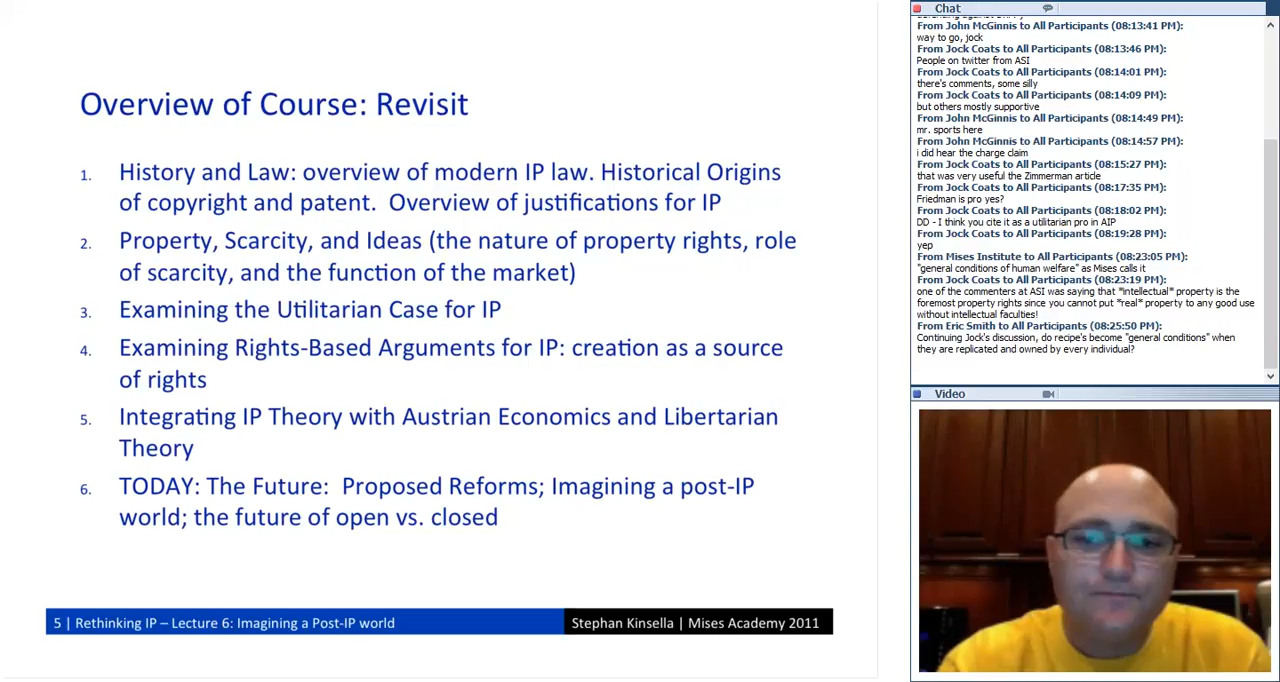 Overview of Course: Revisit
1. History and Law: overview of modern IP law. Historical Origins
of copyright and patent. Overview of justifications for IP
2. Property, Scarcity, and Ideas (the nature of property rights, role
of scarcity, and the function of the market)
3. Examining the Utilitarian Case for IP
4. Examining Rights-Based Arguments for IP: creation as a source
of rights
5. Integrating IP Theory with Austrian Economics and Libertarian
Theory
6. TODAY: The Future: Proposed Reforms; Imagining a post-IP
world; the future of open vs. closed
5 | Rethinking IP – Lecture 6: Imagining a Post-IP world
Stephan Kinsella | Mises Academy 2011
Chat
From John McGinnis to All Participants (08:13:41 PM):
way to go, jock
From Jock Coats to All Participants (08:13:46 PM):
People on twitter from ASI
From Jock Coats to All Participants (08:14:01 PM):
there's comments, some silly
From Jock Coats to All Participants (08:14:09 PM):
but others mostly supportive
From John McGinnis to All Participants (08:14:49 PM):
mr. sports here
From John McGinnis to All Participants (08:14:57 PM):
i did hear the charge claim
From Jock Coats to All Participants (08:15:27 PM):
that was very useful the Zimmerman article
From Jock Coats to All Participants (08:17:35 PM):
Friedman is pro yes?
From Jock Coats to All Participants (08:18:02 PM):
DD - I think you cite it as a utilitarian pro in AIP
From Jock Coats to All Participants (08:19:28 PM):
yep
From Mises Institute to All Participants (08:23:05 PM):
"general conditions of human welfare" as Mises calls it
From Jock Coats to All Participants (08:23:19 PM):
one of the commenters at ASI was saying that *intellectual* property is the
foremost property rights since you cannot put *real* property to any good use
without intellectual faculties!
From Eric Smith to All Participants (08:25:50 PM):
Continuing Jock's discussion, do recipe's become "general conditions" when
they are replicated and owned by every individual?
Video